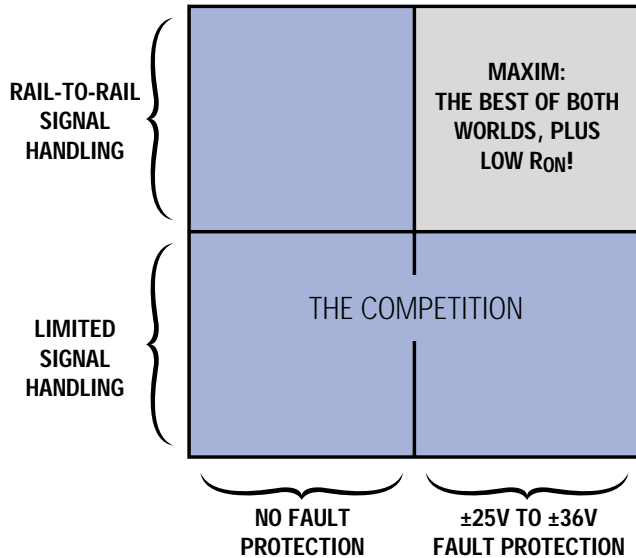 RAIL-TO-RAIL
SIGNAL
HANDLING
MAXIM:
THE BEST OF BOTH
WORLDS, PLUS
LOW RON!
LIMITED
SIGNAL
HANDLING
THE COMPETITION
NO FAULT
PROTECTION
±25V TO ±36V
FAULT PROTECTION